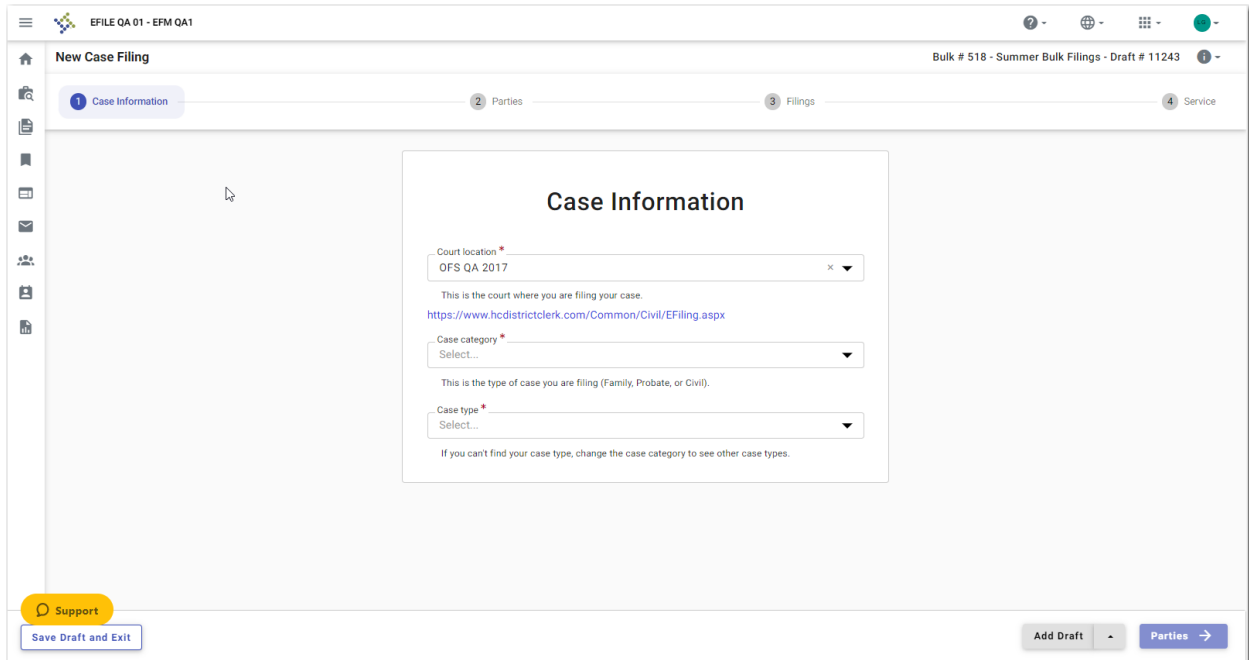 EFILE QA 01 - EFM QA1
New Case Filing
Bulk # 518 - Summer Bulk Filings - Draft # 11243
1 Case Information
2 Parties
3 Filings
4 Service
Case Information
Court location *
OFS QA 2017
This is the court where you are filing your case.
https://www.hcdistrictclerk.com/Common/Civil/EFiling.aspx
Case category *
Select...
This is the type of case you are filing (Family, Probate, or Civil).
Case type *
Select...
If you can't find your case type, change the case category to see other case types.
Support
Save Draft and Exit
Add Draft
Parties